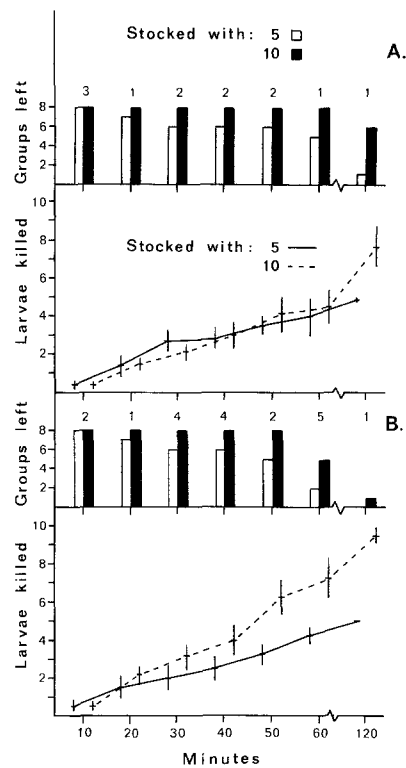 Stocked with: 5
10
A.
3 1 2 2 2 1 1
Groups left
8
6
4
2
Larvae killed
10
8
6
4
2
Stocked with: 5
10
B.
2 1 4 4 2 5 1
Groups left
8
6
4
2
Larvae killed
10
8
6
4
2
10 20 30 40 50 60 120
Minutes